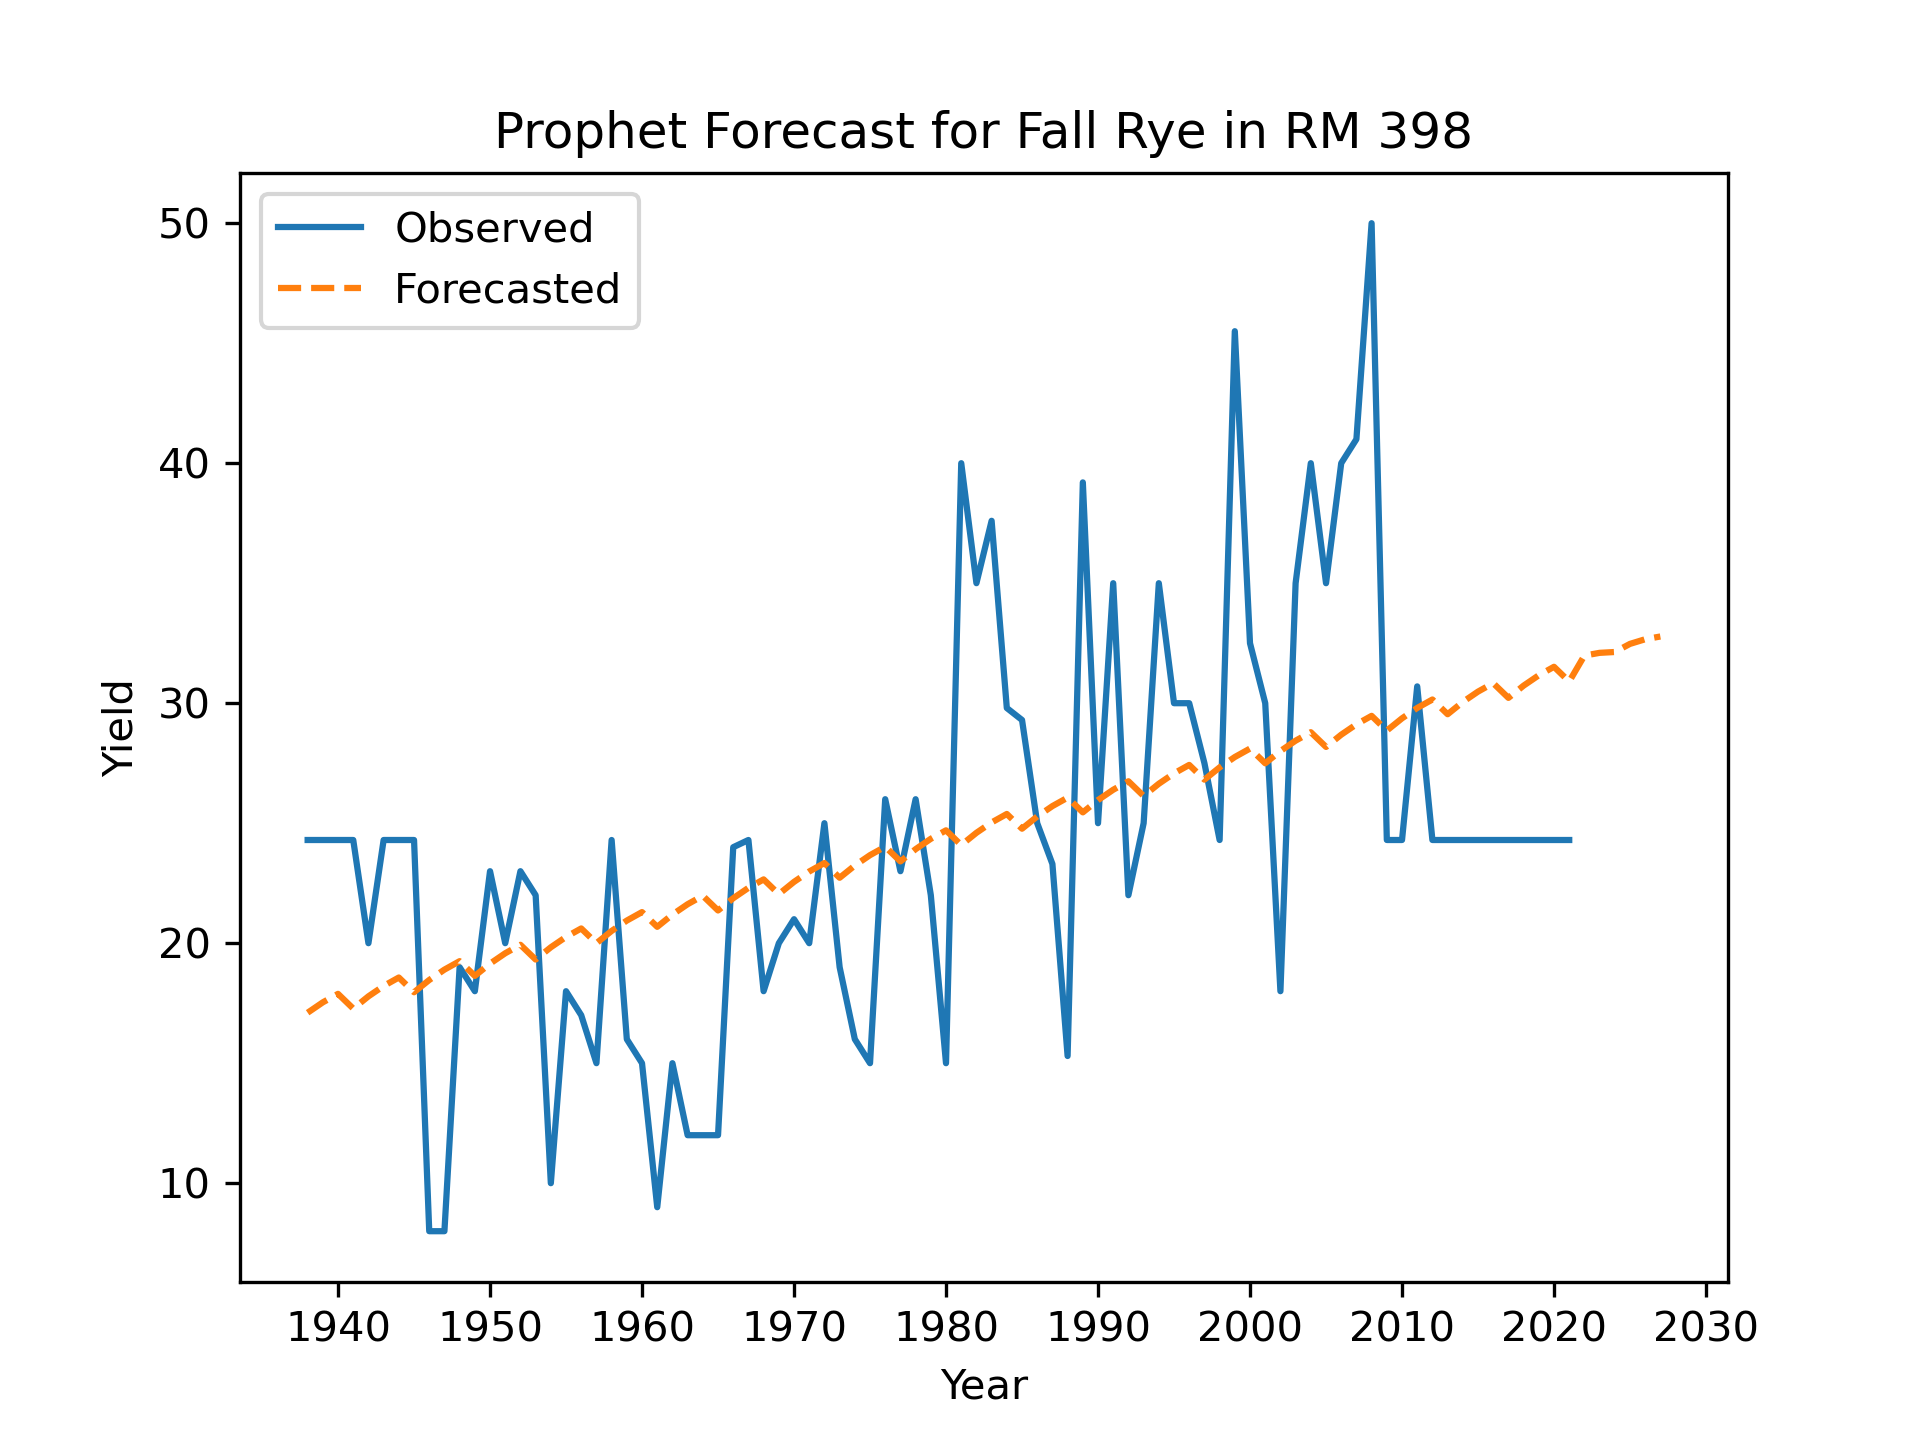 Prophet Forecast for Fall Rye in RM 398
Observed
Forecasted
50
40
30
20
10
Yield
1940 1950 1960 1970 1980 1990 2000 2010 2020 2030
Year